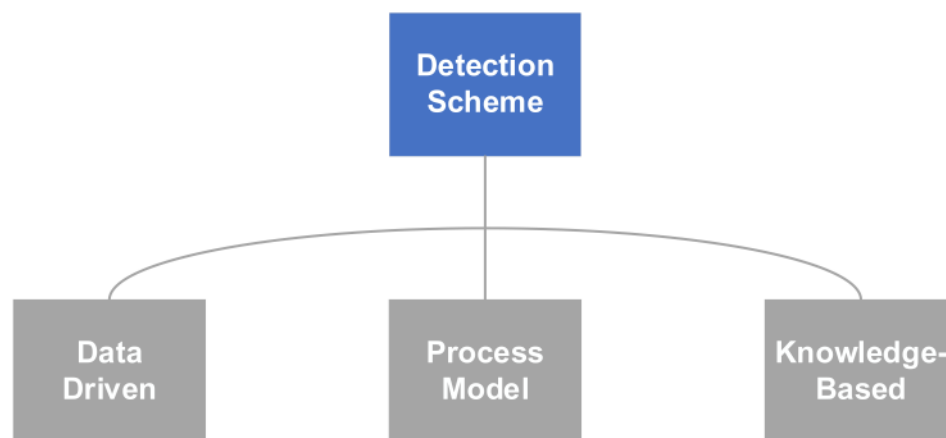 Detection
Scheme
Data
Driven
Process
Model
Knowledge-
Based